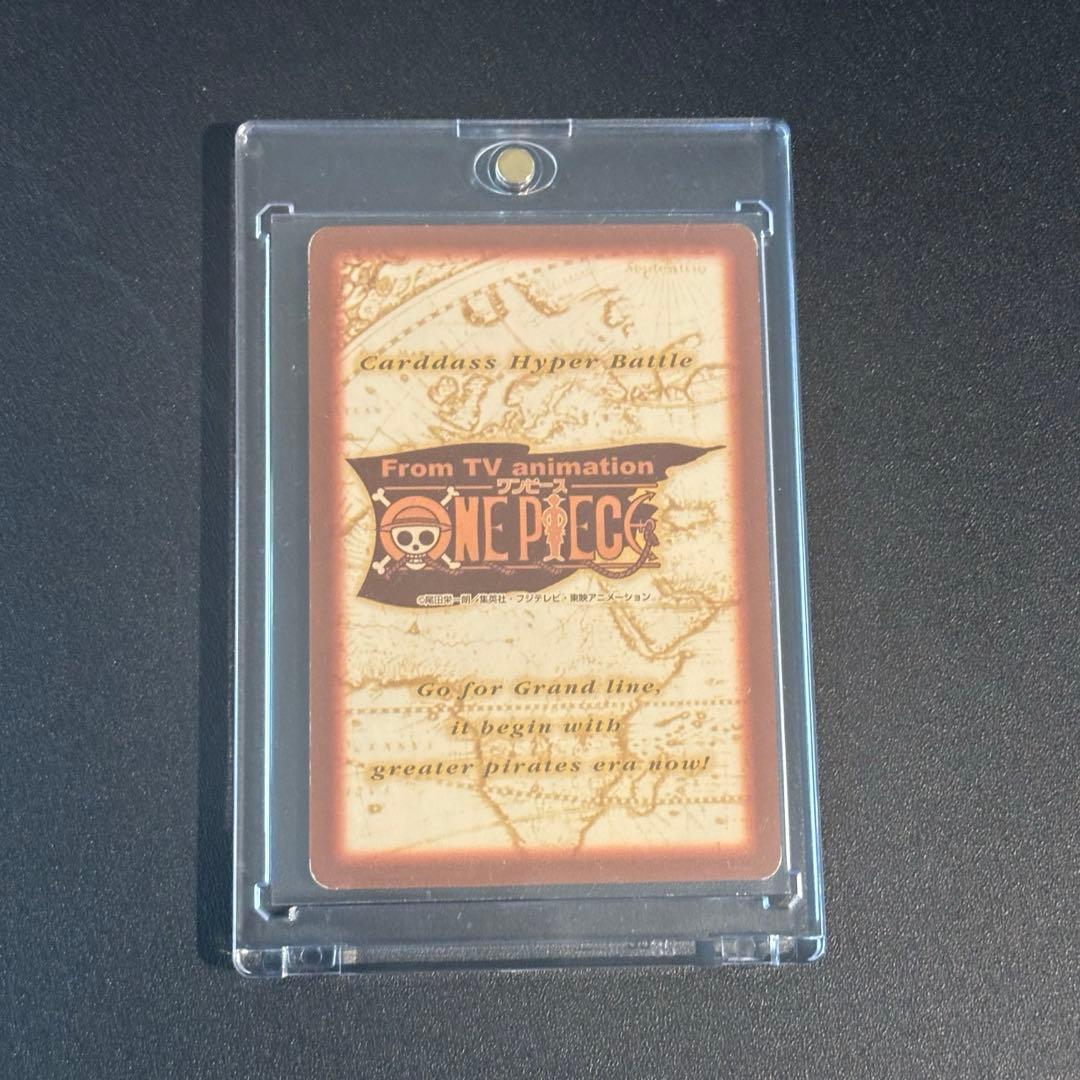 Septentrio
Carddass Hyper Battle
From TV animation
ワンピース
ONE PIECE
©尾田栄一郎/集英社・フジテレビ・東映アニメーション
Go for Grand line,
it begin with
greater pirates era now!